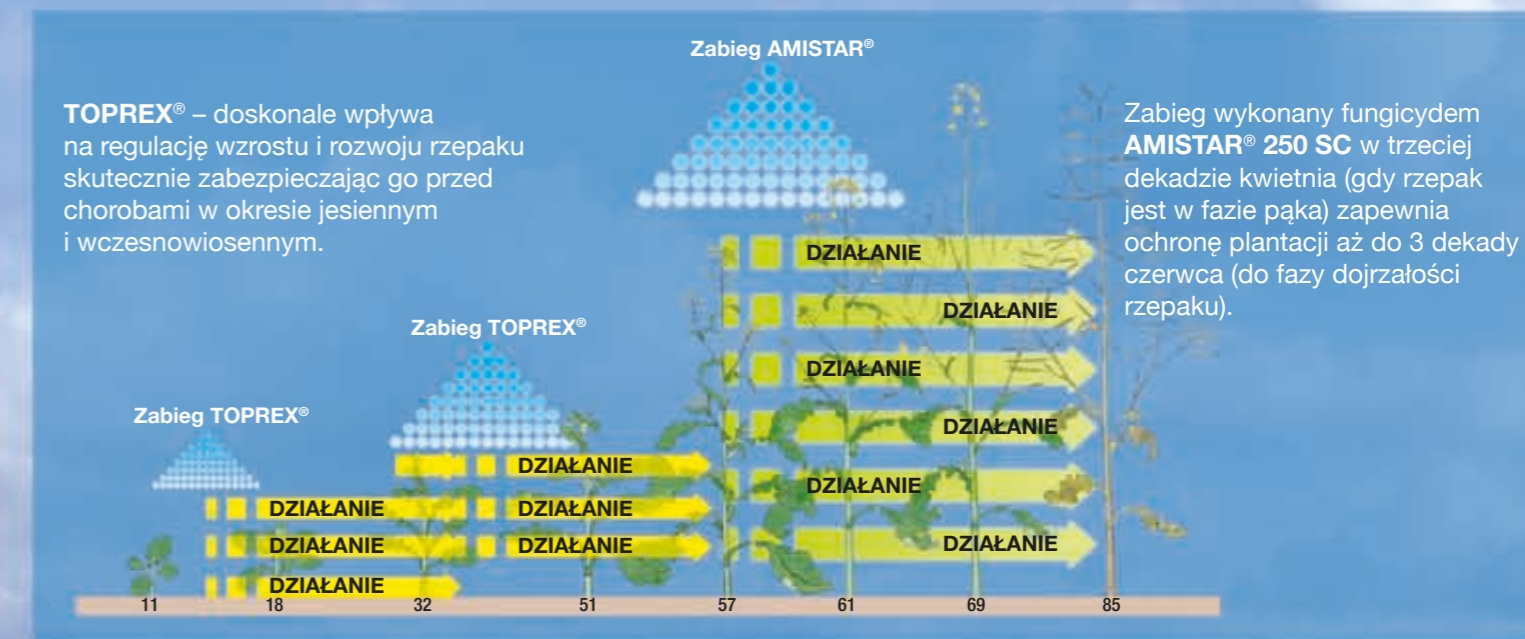 Zabieg AMISTAR®
TOPREX® – doskonale wpływa
na regulację wzrostu i rozwoju rzepaku
skutecznie zabezpieczając go przed
chorobami w okresie jesiennym
i wczesnowiosennym.
Zabieg wykonany fungicydem
AMISTAR® 250 SC w trzeciej
dekadzie kwietnia (gdy rzepak
jest w fazie pąka) zapewnia
ochronę plantacji aż do 3 dekady
czerwca (do fazy dojrzałości
rzepaku).
DZIAŁANIE
DZIAŁANIE
Zabieg TOPREX®
DZIAŁANIE
Zabieg TOPREX®
DZIAŁANIE
DZIAŁANIE
DZIAŁANIE
DZIAŁANIE DZIAŁANIE
DZIAŁANIE DZIAŁANIE DZIAŁANIE
DZIAŁANIE
11 18 32 51 57 61 69 85